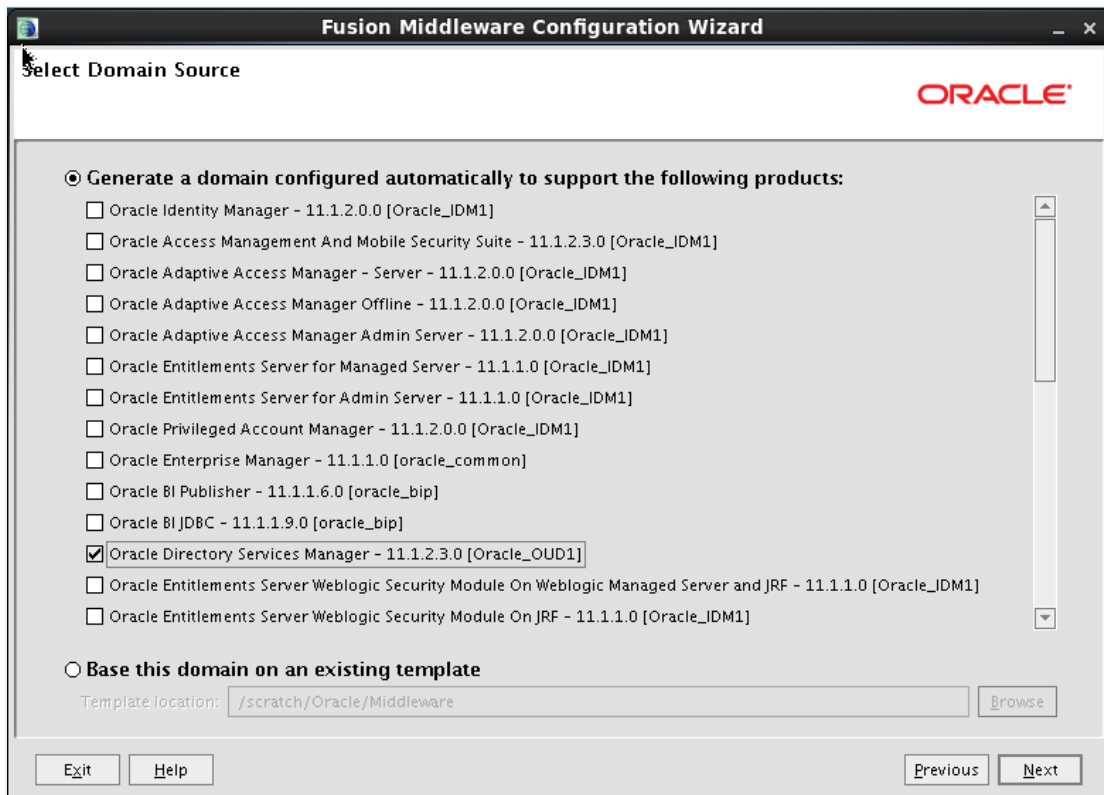 Fusion Middleware Configuration Wizard
Select Domain Source
ORACLE
Generate a domain configured automatically to support the following products:
Oracle Identity Manager - 11.1.2.0.0 [Oracle_IDM1]
Oracle Access Management And Mobile Security Suite - 11.1.2.3.0 [Oracle_IDM1]
Oracle Adaptive Access Manager - Server - 11.1.2.0.0 [Oracle_IDM1]
Oracle Adaptive Access Manager Offline - 11.1.2.0.0 [Oracle_IDM1]
Oracle Adaptive Access Manager Admin Server - 11.1.2.0.0 [Oracle_IDM1]
Oracle Entitlements Server for Managed Server - 11.1.1.0 [Oracle_IDM1]
Oracle Entitlements Server for Admin Server - 11.1.1.0 [Oracle_IDM1]
Oracle Privileged Account Manager - 11.1.2.0.0 [Oracle_IDM1]
Oracle Enterprise Manager - 11.1.1.0 [oracle_common]
Oracle BI Publisher - 11.1.1.6.0 [oracle_bip]
Oracle BI JDBC - 11.1.1.9.0 [oracle_bip]
Oracle Directory Services Manager - 11.1.2.3.0 [Oracle_OUD1]
Oracle Entitlements Server Weblogic Security Module On Weblogic Managed Server and JRF - 11.1.1.0 [Oracle_IDM1]
Oracle Entitlements Server Weblogic Security Module On JRF - 11.1.1.0 [Oracle_IDM1]
Base this domain on an existing template
Template location: /scratch/Oracle/Middleware Browse
Exit Help Previous Next